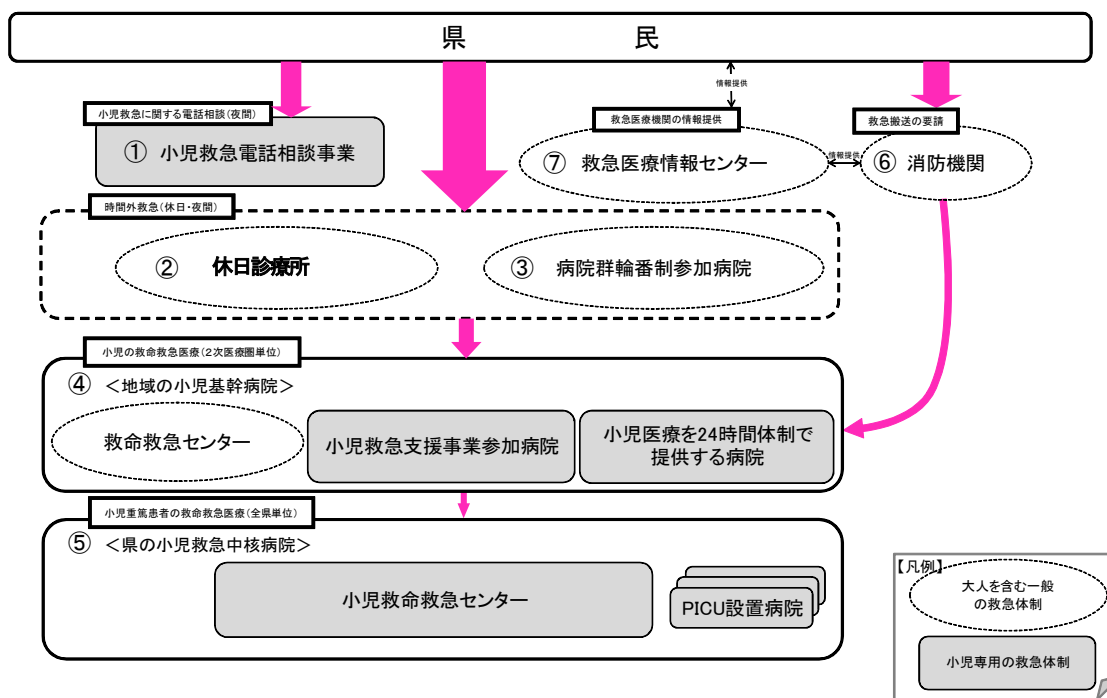 県　　　　民
小児救急に関する電話相談(夜間)
① 小児救急電話相談事業
情報提供
救急医療機関の情報提供
⑦ 救急医療情報センター
情報提供
救急搬送の要請
⑥ 消防機関
時間外救急(休日・夜間)
② 休日診療所
③ 病院群輪番制参加病院
小児の救命救急医療(2次医療圏単位)
④ ＜地域の小児基幹病院＞
救命救急センター
小児救急支援事業参加病院
小児医療を24時間体制で
提供する病院
小児重篤患者の救命救急医療(全県単位)
⑤ ＜県の小児救急中核病院＞
小児救命救急センター
PICU設置病院
【凡例】
大人を含む一般
の救急体制
小児専用の救急体制